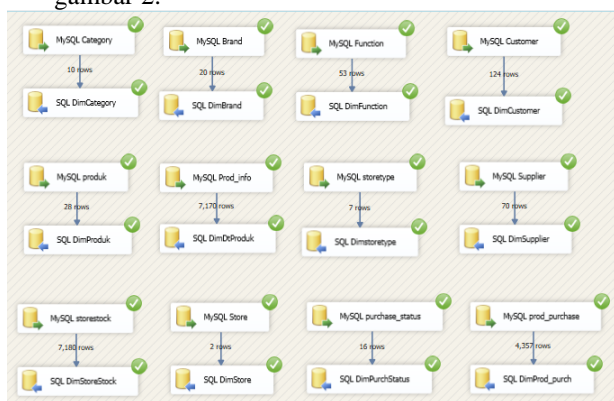 gambar 2.
MySQL Category
MySQL Brand
MySQL Function
MySQL Customer
10 rows
20 rows
53 rows
124 rows
SQL DimCategory
SQL DimBrand
SQL DimFunction
SQL DimCustomer
MySQL produk
MySQL Prod_info
MySQL storetype
MySQL Supplier
28 rows
7,170 rows
7 rows
70 rows
SQL DimProduk
SQL DimDtProduk
SQL Dimstoretype
SQL DimSupplier
MySQL storestock
MySQL Store
MySQL purchase_status
MySQL prod_purchase
7,180 rows
2 rows
16 rows
4,357 rows
SQL DimStoreStock
SQL DimStore
SQL DimPurchStatus
SQL DimProd_purch